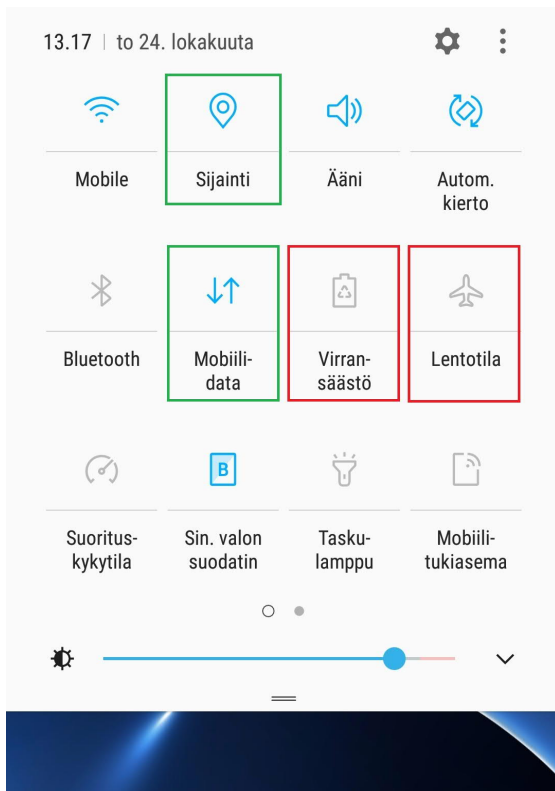 13.17 | to 24. lokakuuta
Mobile Sijainti Ääni Autom.
kierto
Bluetooth Mobiili- Virran- Lentotila
data säästö
B
Suoritus- Sin. valon Tasku- Mobiili-
kykytila suodatin lamppu tukiasema